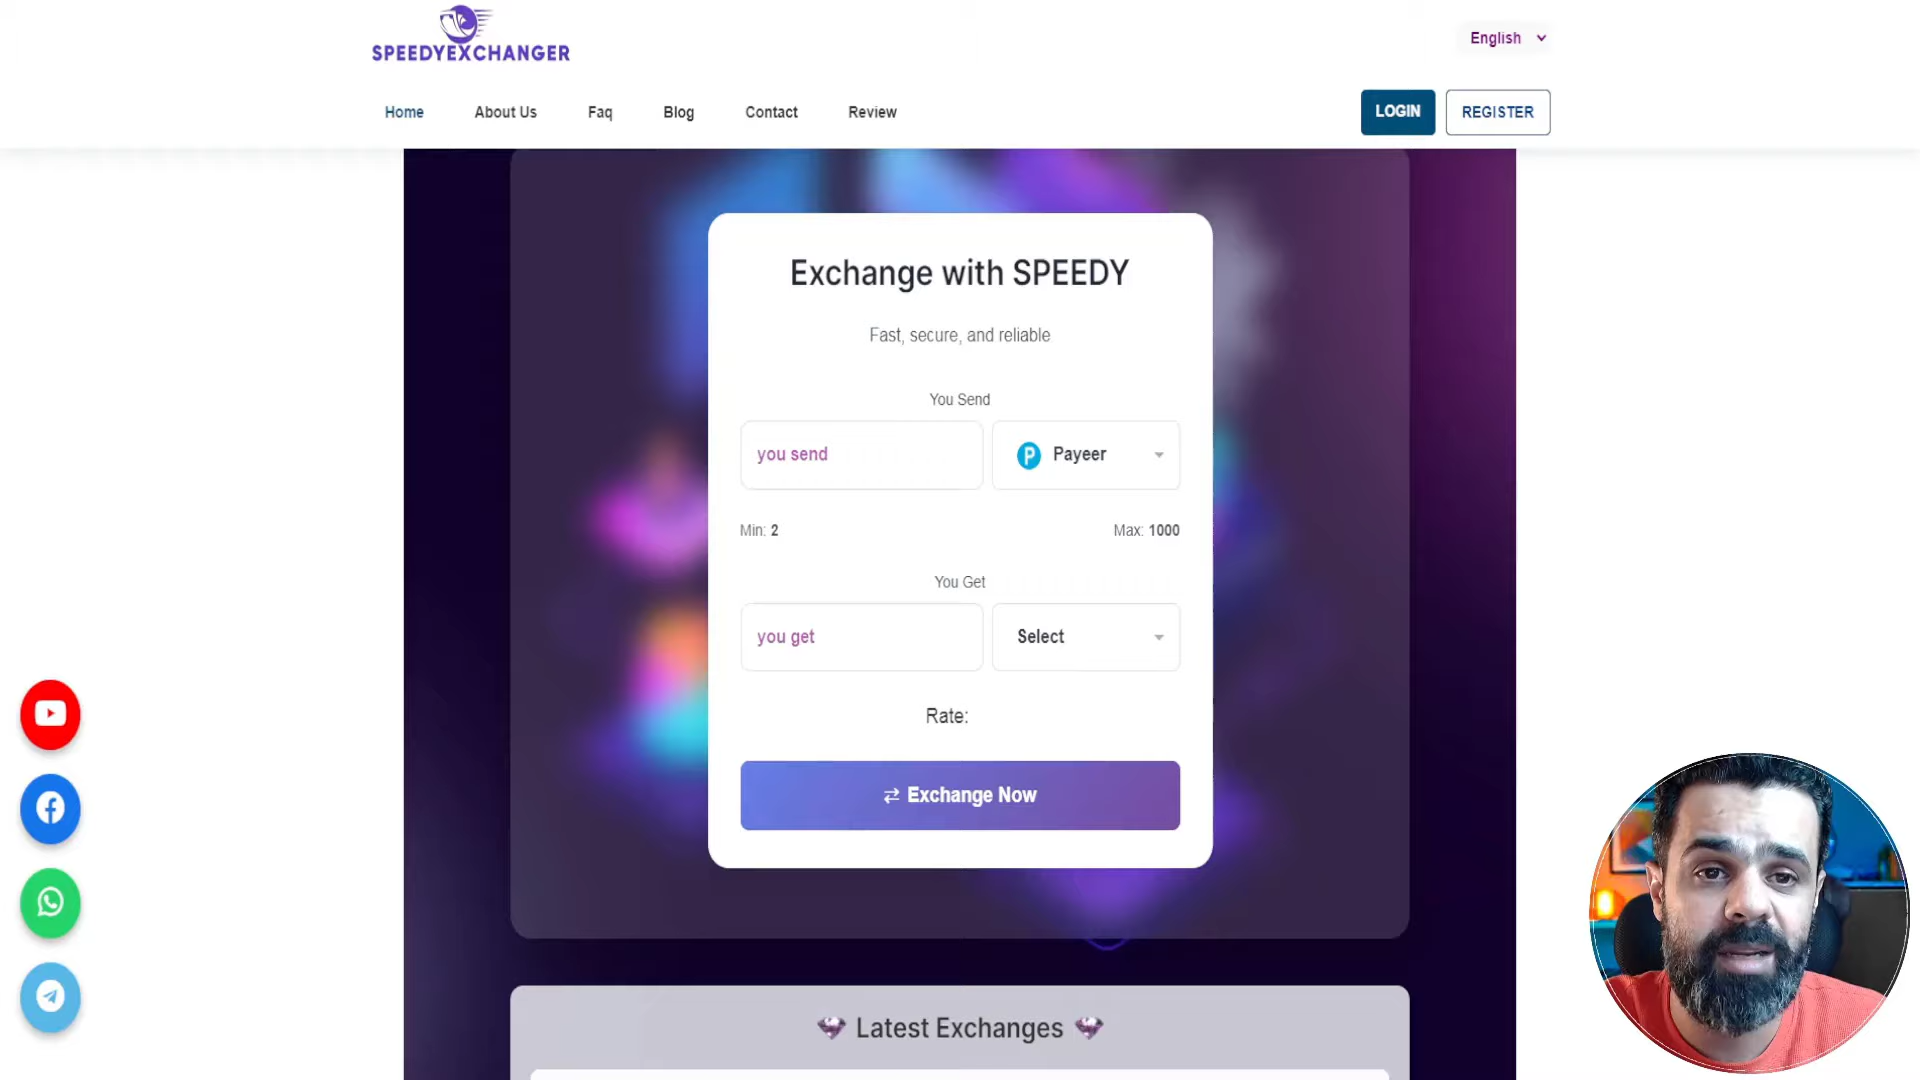 SPEEDYEXCHANGER
English
Home About Us Faq Blog Contact Review
LOGIN REGISTER
Exchange with SPEEDY
Fast, secure, and reliable
You Send
you send
P Payeer
Min: 2 Max: 1000
You Get
you get
Select
Rate:
Exchange Now
Latest Exchanges